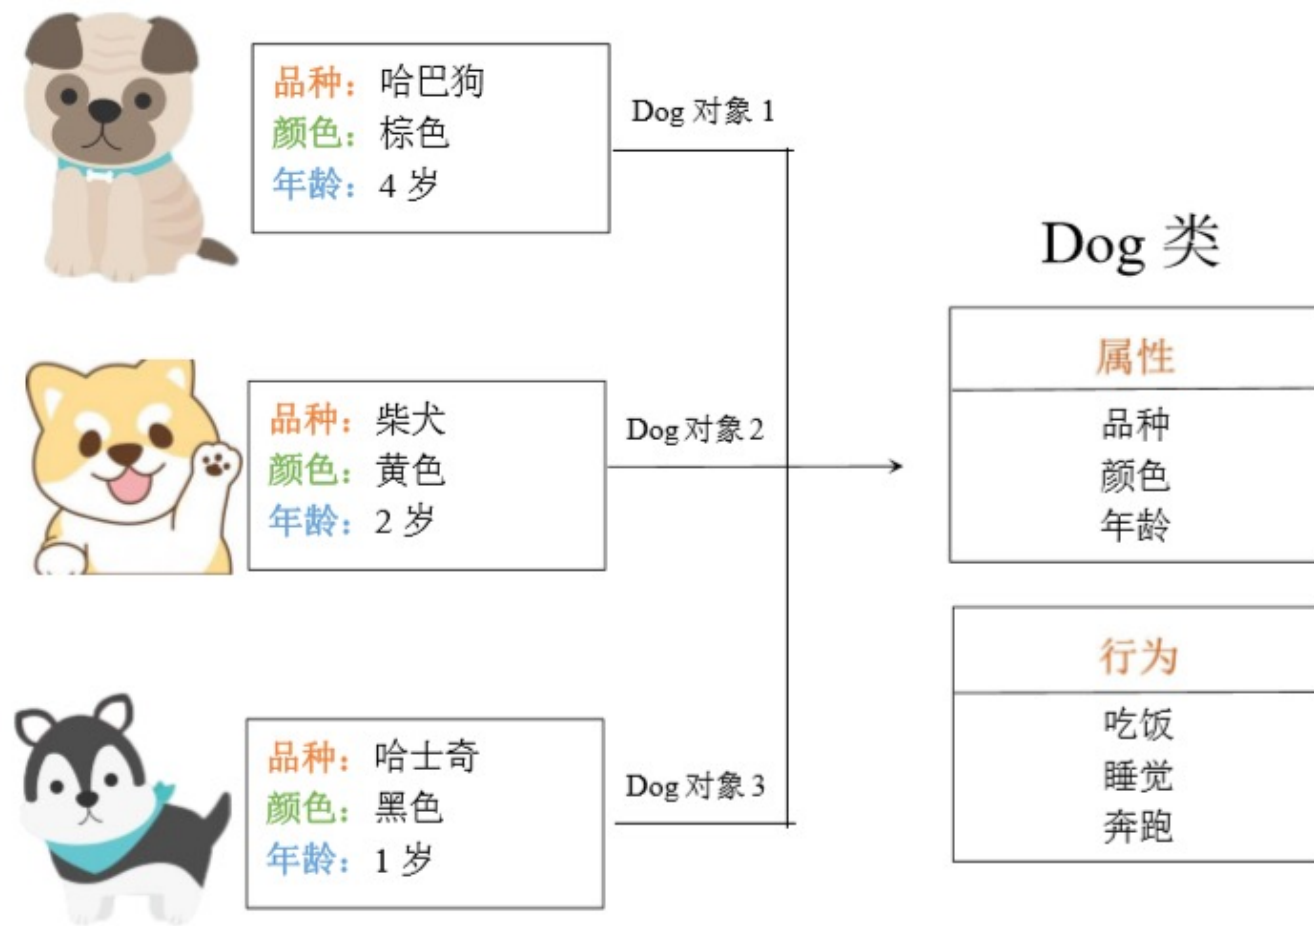 品种：哈巴狗
颜色：棕色
年龄：4 岁
Dog 对象 1
品种：柴犬
颜色：黄色
年龄：2 岁
Dog 对象 2
品种：哈士奇
颜色：黑色
年龄：1 岁
Dog 对象 3
Dog 类
属性
品种
颜色
年龄
行为
吃饭
睡觉
奔跑